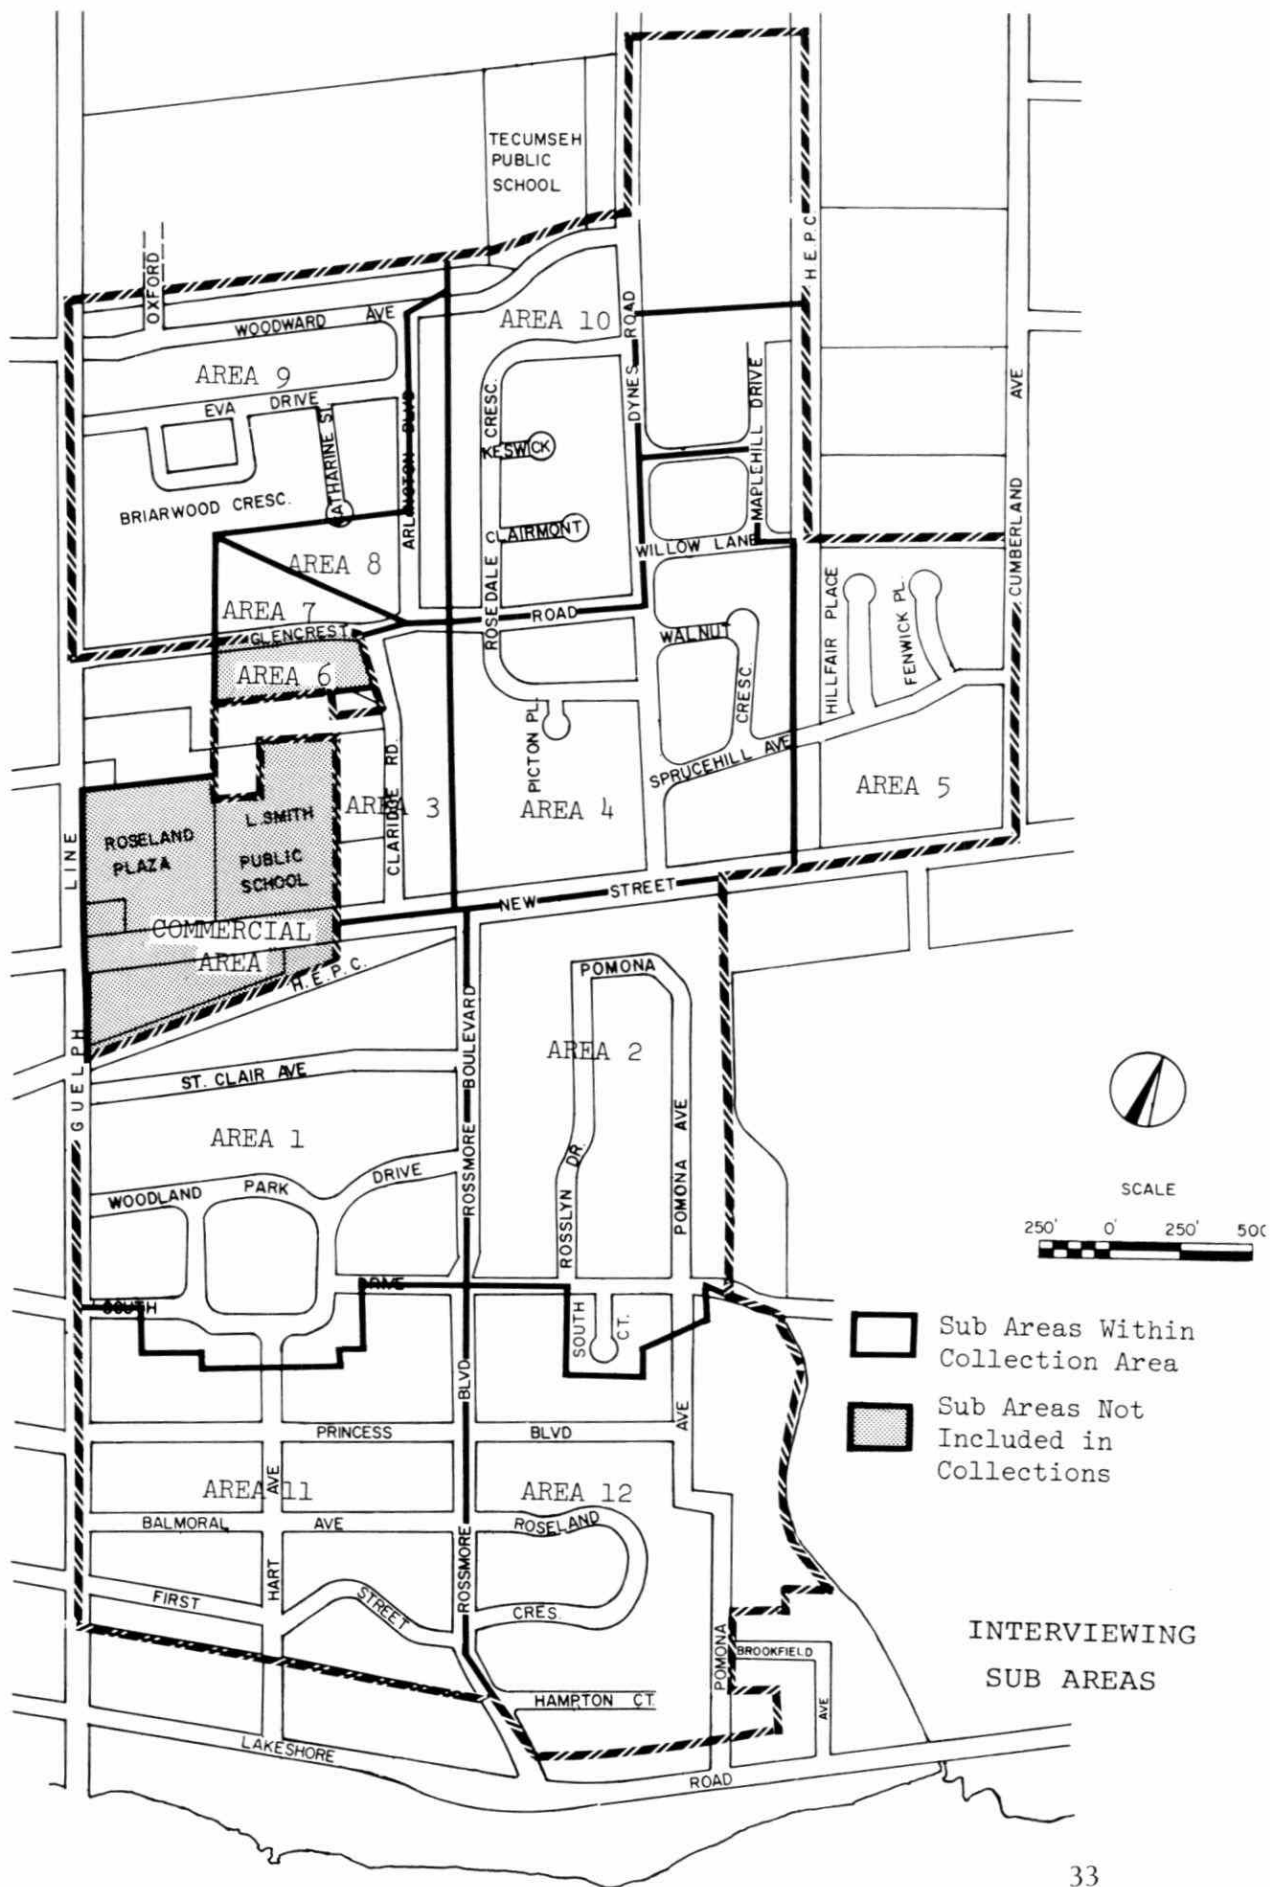 TECUMSEH
PUBLIC
SCHOOL
OXFORD
H.E.P.C.
WOODWARD AVE
AREA 10
DYNES ROAD
AREA 9
EVA DRIVE
CRESC.
MAPLEHILL DRIVE
AVE
KATHARINE ST.
ARLINGTON BLVD
KESWICK
BRIARWOOD CRESC.
CLAIRMONT
WILLOW LANE
CUMBERLAND
AREA 8
ROSEDALE
HILLFAIR PLACE
FENWICK PL.
AREA 7
ROAD
GLENCREST
WALNUT
CRESC.
AREA 6
PICTON PL.
SPRUCEHILL AVE
AREA 5
CLARIDGE RD.
AREA 3
AREA 4
LINE
ROSELAND
PLAZA
L. SMITH
PUBLIC
SCHOOL
NEW STREET
COMMERCIAL
AREA
H.E.P.C.
POMONA
GUELPH
ROSSMORE BOULEVARD
AREA 2
ST. CLAIR AVE
AREA 1
ROSSLYN DR.
POMONA AVE
WOODLAND PARK DRIVE
SCALE
250' 0' 250' 500
SOUTH DRIVE
SOUTH CT.
Sub Areas Within
Collection Area
Sub Areas Not
Included in
Collections
BLVD
AVE
PRINCESS BLVD
AREA 11
AVE
AREA 12
BALMORAL AVE
ROSELAND
HART
ROSSMORE
FIRST STREET
CRES.
POMONA
BROOKFIELD
AVE
INTERVIEWING
SUB AREAS
HAMPTON CT.
LAKESHORE ROAD
33